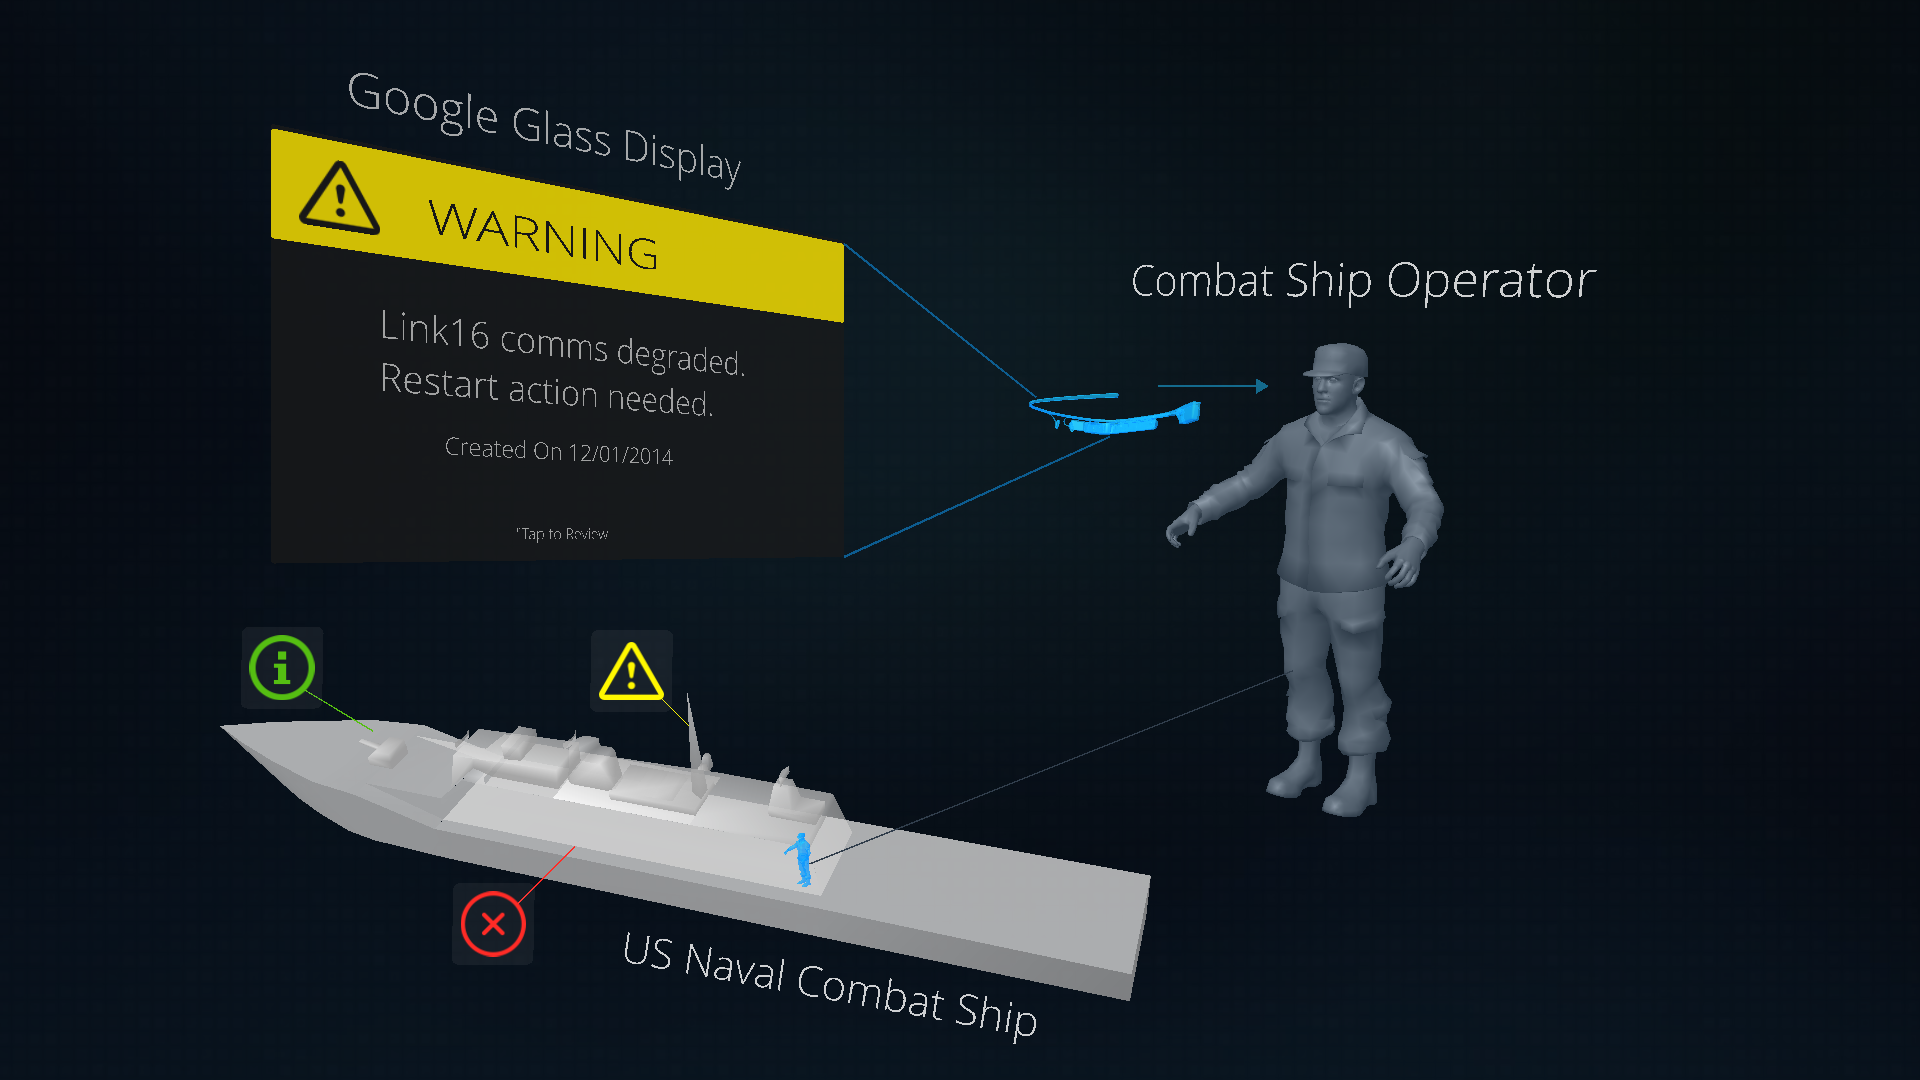 Google Glass Display
WARNING
Link16 comms degraded.
Restart action needed.
Created On 12/01/2014
"Tap to Review
Combat Ship Operator
US Naval Combat Ship